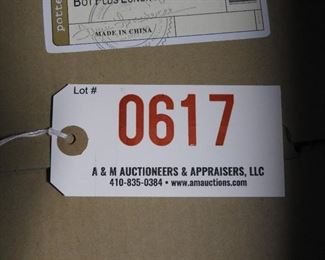 MADE IN CHINA
Lot #
0617
A & M AUCTIONEERS & APPRAISERS, LLC
410-835-0384 • www.amauctions.com